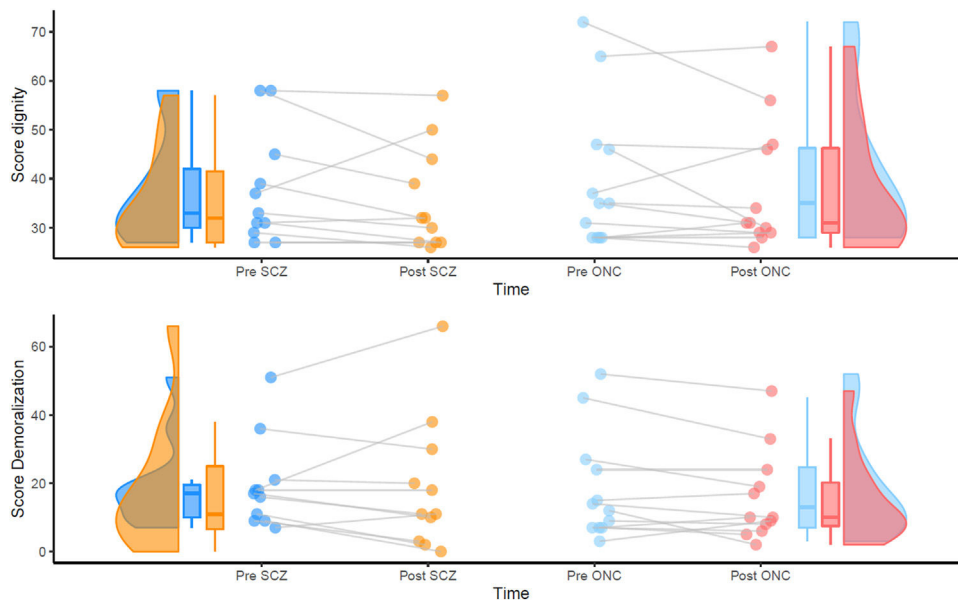 Score dignity
70
60
50
40
30
Pre SCZ Post SCZ Pre ONC Post ONC
Time
Score Demoralization
60
40
20
0
Pre SCZ Post SCZ Pre ONC Post ONC
Time